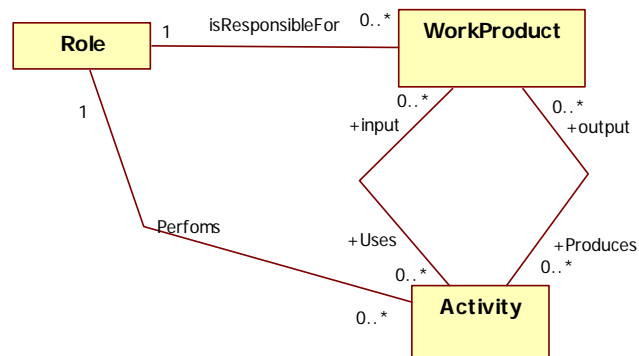 isResponsibleFor
0..*
WorkProduct
1
Role
0..*
0..*
+input
+output
1
Perfoms
+Uses
+Produces
0..*
0..*
Activity
0..*